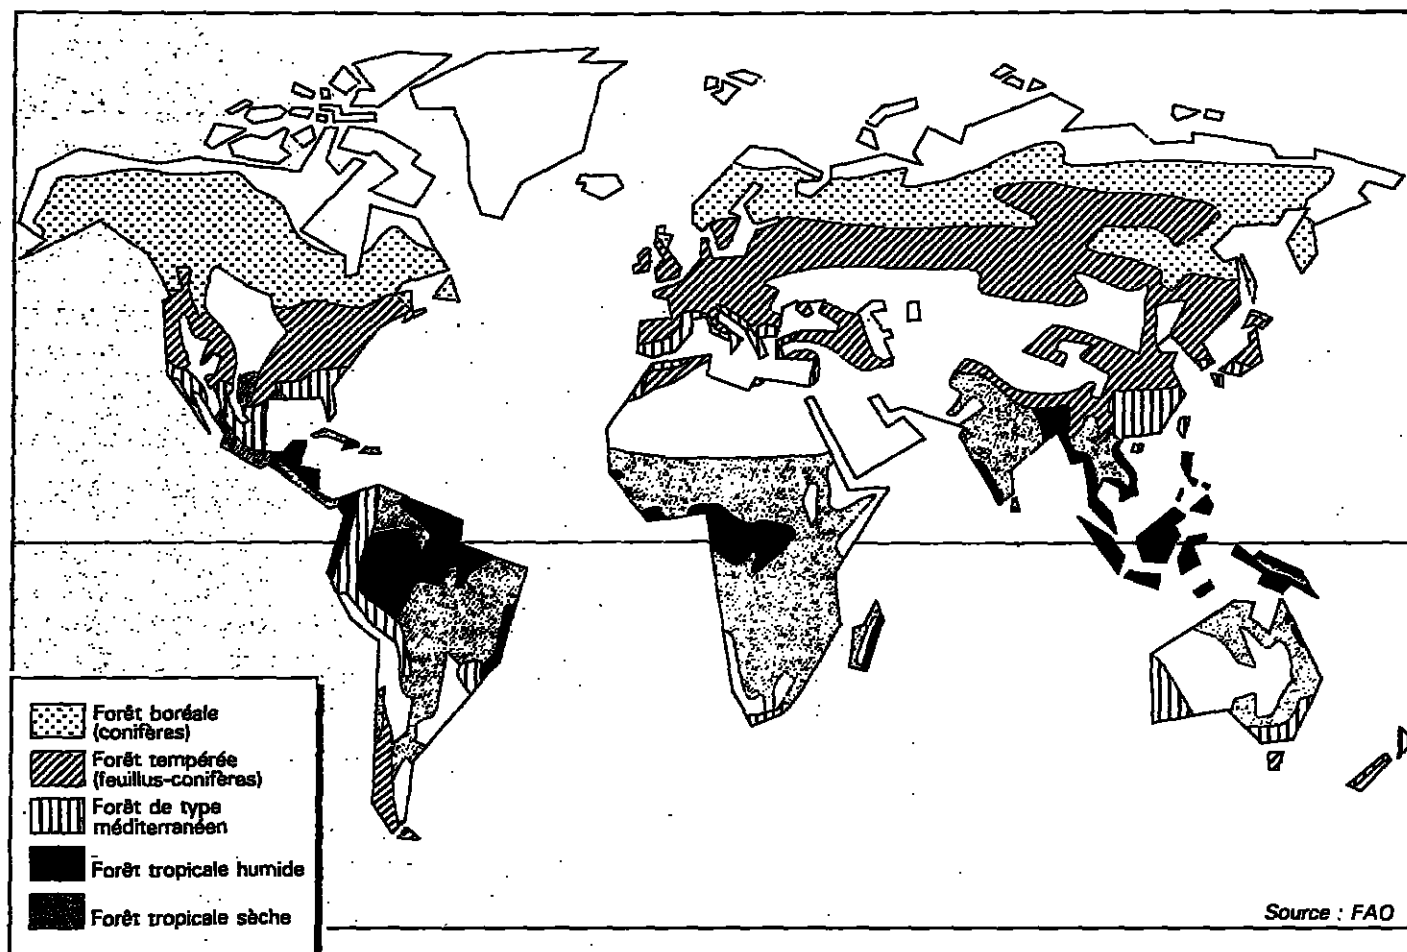 Forêt boréale
(conifères)
Forêt tempérée
(feuillus-conifères)
Forêt de type
méditerranéen
Forêt tropicale humide
Forêt tropicale sèche
Source : FAO